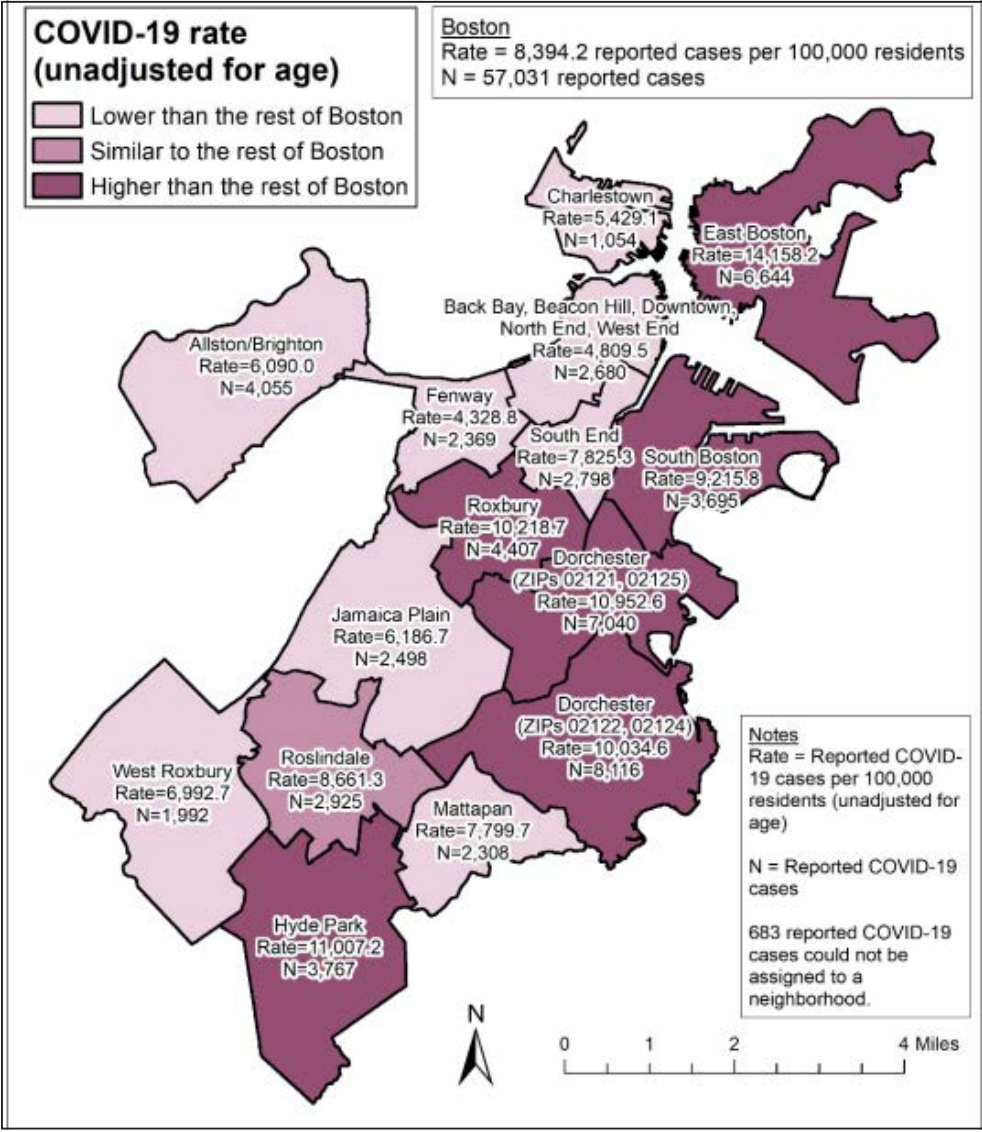 COVID-19 rate
(unadjusted for age)
Lower than the rest of Boston
Similar to the rest of Boston
Higher than the rest of Boston
Boston
Rate = 8,394.2 reported cases per 100,000 residents
N = 57,031 reported cases
Charlestown
Rate=5,429.1
N=1,054
East Boston
Rate=14,158.2
N=6,644
Back Bay, Beacon Hill, Downtown,
North End, West End
Rate=4,809.5
N=2,680
Allston/Brighton
Rate=6,090.0
N=4,055
Fenway
Rate=4,328.8
N=2,369
South End
Rate=7,825.3
N=2,798
South Boston
Rate=9,215.8
N=3,695
Roxbury
Rate=10,218.7
N=4,407
Dorchester
(ZIPs 02121, 02125)
Rate=10,952.6
N=7,040
Jamaica Plain
Rate=6,186.7
N=2,498
Dorchester
(ZIPs 02122, 02124)
Rate=10,034.6
N=8,116
West Roxbury
Rate=6,992.7
N=1,992
Roslindale
Rate=8,661.3
N=2,925
Mattapan
Rate=7,799.7
N=2,308
Hyde Park
Rate=11,007.2
N=3,767
Notes
Rate = Reported COVID-
19 cases per 100,000
residents (unadjusted for
age)
N = Reported COVID-19
cases
683 reported COVID-19
cases could not be
assigned to a
neighborhood.
N
0 1 2 4 Miles